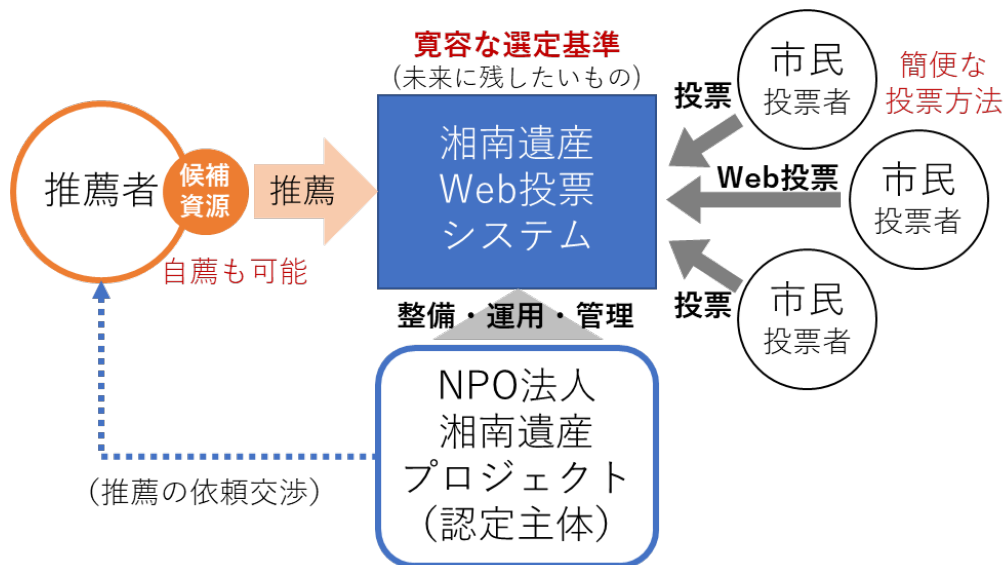 寛容な選定基準
(未来に残したいもの)
推薦者
候補
資源
推薦
自薦も可能
湘南遺産
Web投票
システム
投票
Web投票
投票
市民
投票者
簡便な
投票方法
市民
投票者
市民
投票者
整備・運用・管理
NPO法人
湘南遺産
プロジェクト
(認定主体)
(推薦の依頼交渉)